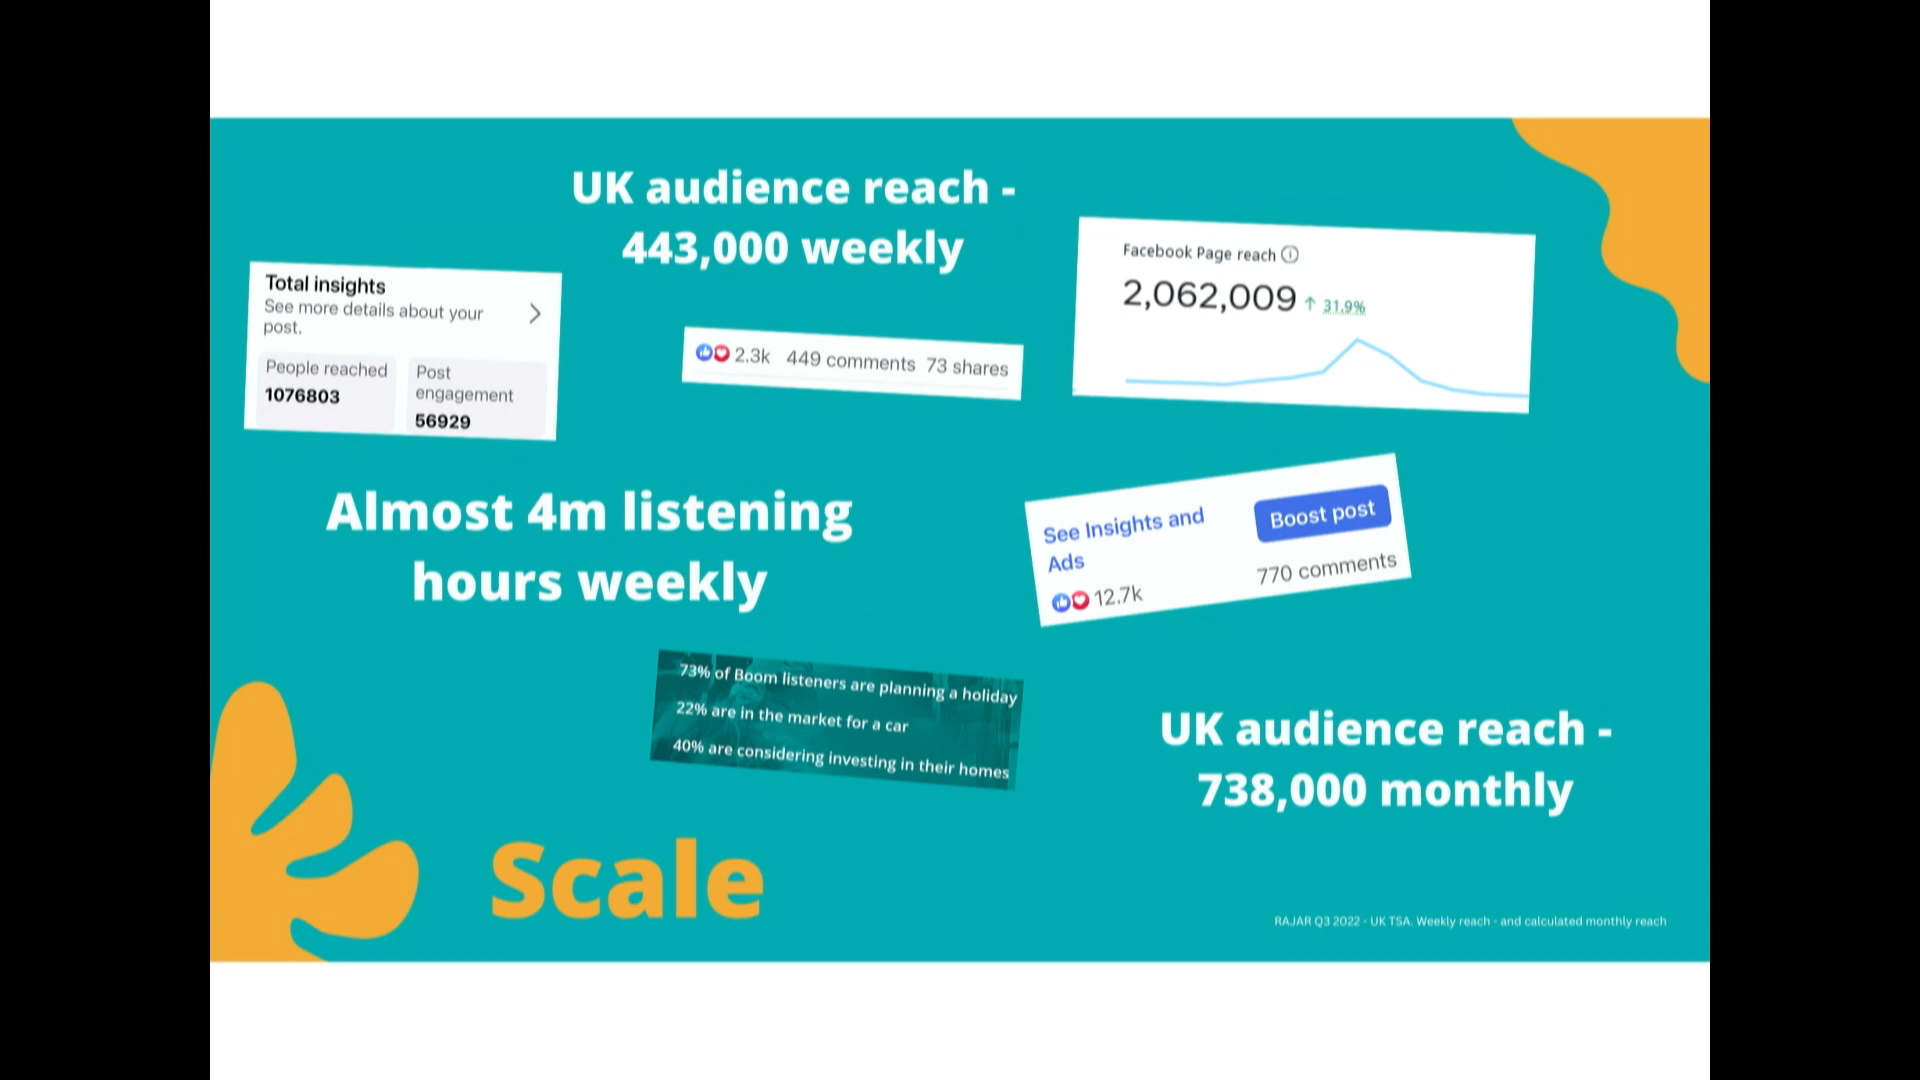 UK audience reach -
443,000 weekly
Total insights
See more details about your
post.
People reached
1076803
Post
engagement
56929
2.3k 449 comments 73 shares
Facebook Page reach
2,062,009 ↑ 31.9%
Almost 4m listening
hours weekly
See Insights and
Ads
Boost post
12.7k
770 comments
73% of Boom listeners are planning a holiday
22% are in the market for a car
40% are considering investing in their homes
UK audience reach -
738,000 monthly
Scale
RAJAR Q3 2022 - UK TSA. Weekly reach - and calculated monthly reach